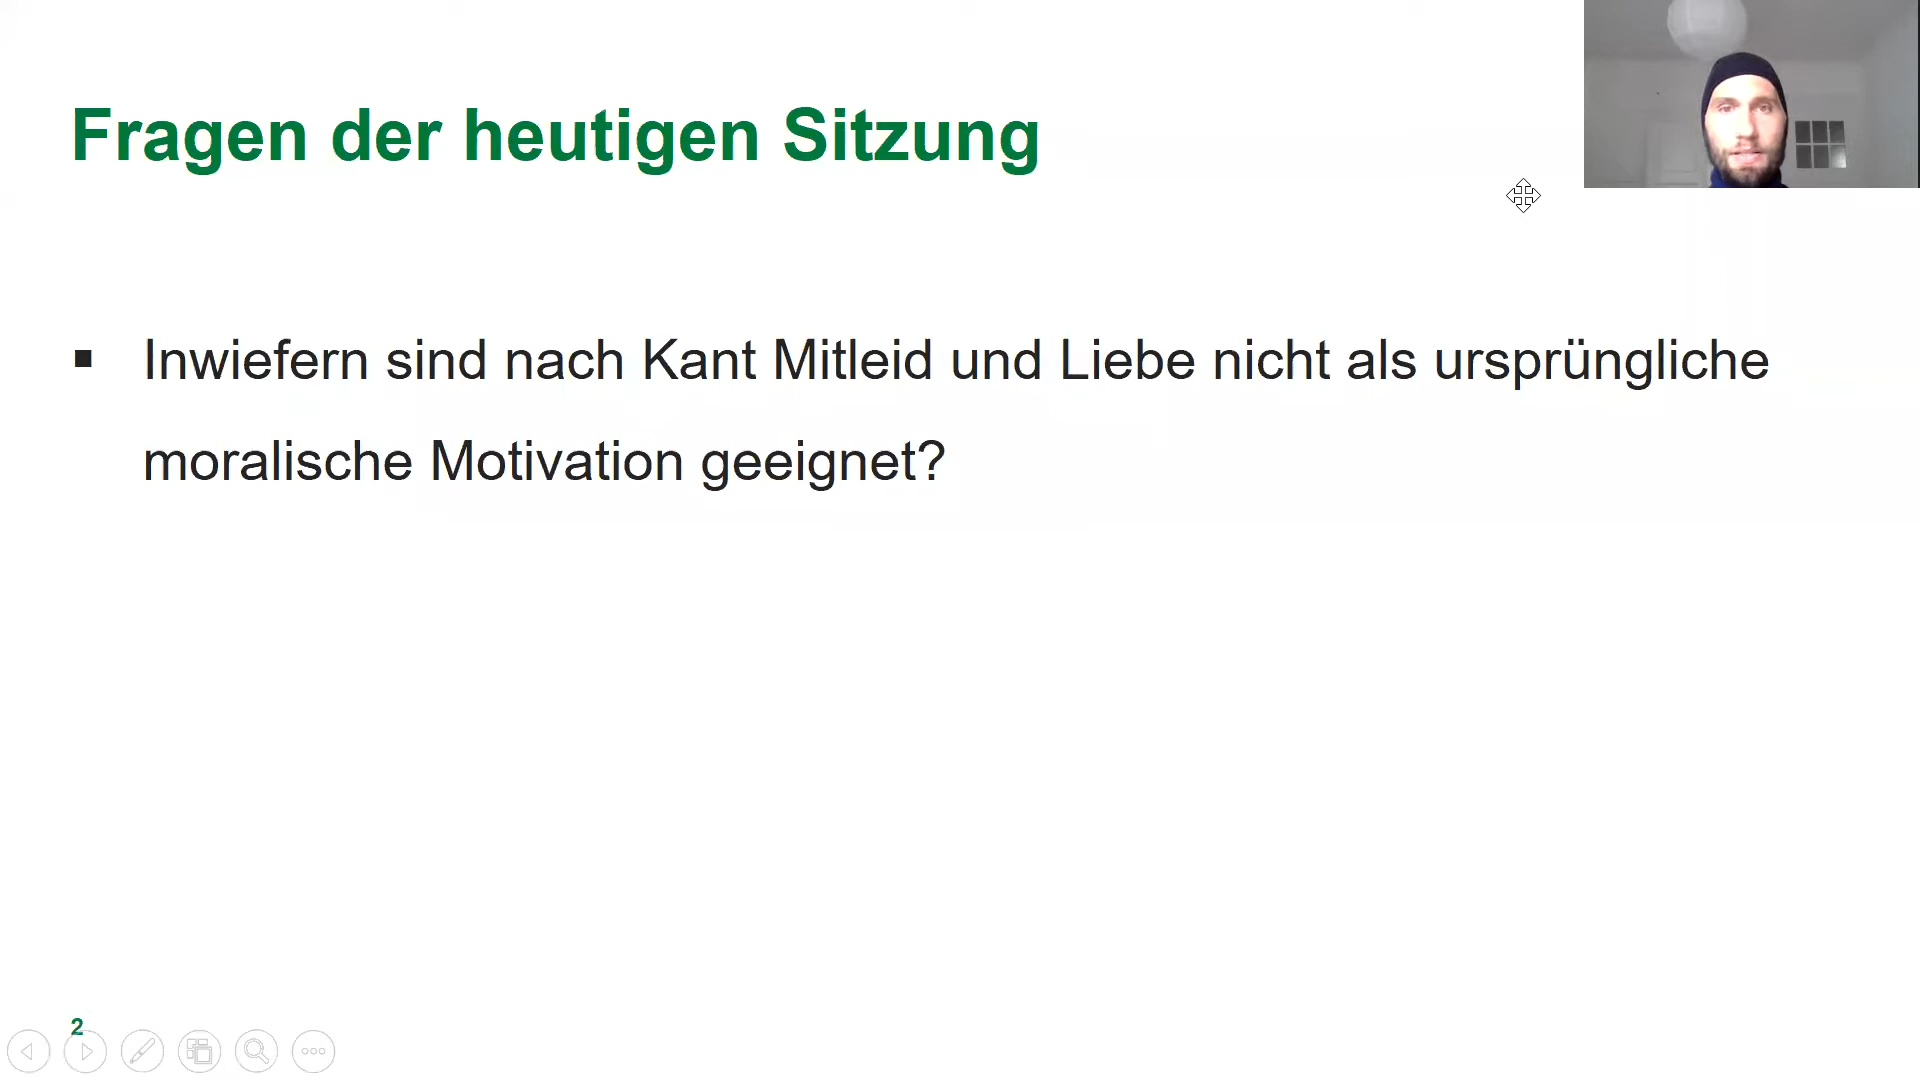 Fragen der heutigen Sitzung
▪ Inwiefern sind nach Kant Mitleid und Liebe nicht als ursprüngliche
moralische Motivation geeignet?
2